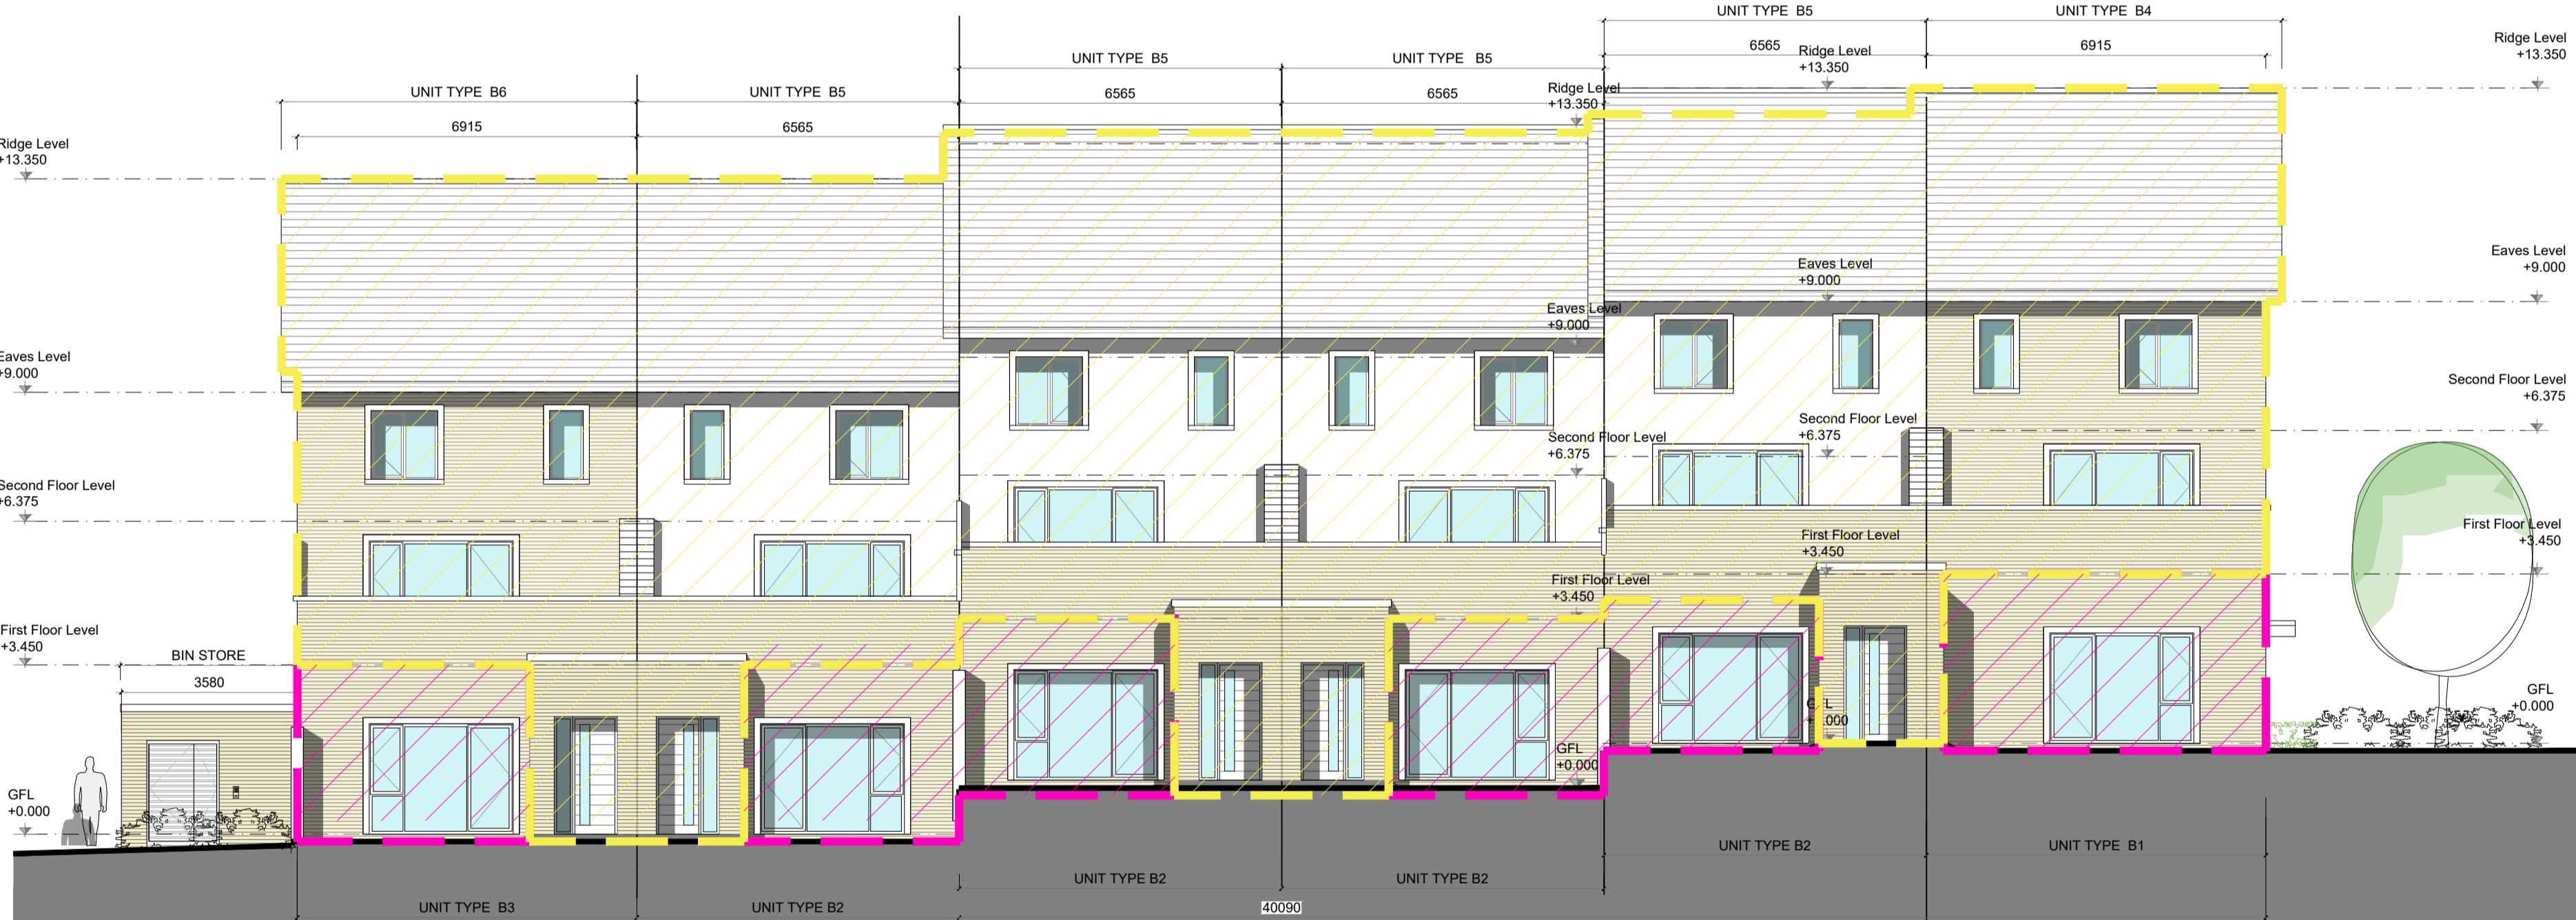 UNIT TYPE B5
UNIT TYPE B4
6565
6915
Ridge Level
+13.350
Ridge Level
+13.350
UNIT TYPE B5
UNIT TYPE B5
6565
6565
Ridge Level
+13.350
UNIT TYPE B6
UNIT TYPE B5
6915
6565
Ridge Level
+13.350
Eaves Level
+9.000
Eaves Level
+9.000
Eaves Level
+9.000
Eaves Level
+9.000
Second Floor Level
+6.375
Second Floor Level
+6.375
Second Floor Level
+6.375
Second Floor Level
+6.375
First Floor Level
+3.450
First Floor Level
+3.450
First Floor Level
+3.450
First Floor Level
+3.450
BIN STORE
3580
GFL
+0.000
GFL
+0.000
GFL
+0.000
GFL
+0.000
UNIT TYPE B2
UNIT TYPE B1
UNIT TYPE B2
UNIT TYPE B2
UNIT TYPE B3
UNIT TYPE B2
40090